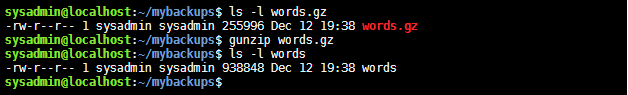 sysadmin@localhost:~/mybackups$ ls -l words.gz
-rw-r--r-- 1 sysadmin sysadmin 255996 Dec 12 19:38 words.gz
sysadmin@localhost:~/mybackups$ gunzip words.gz
sysadmin@localhost:~/mybackups$ ls -l words
-rw-r--r-- 1 sysadmin sysadmin 938848 Dec 12 19:38 words
sysadmin@localhost:~/mybackups$